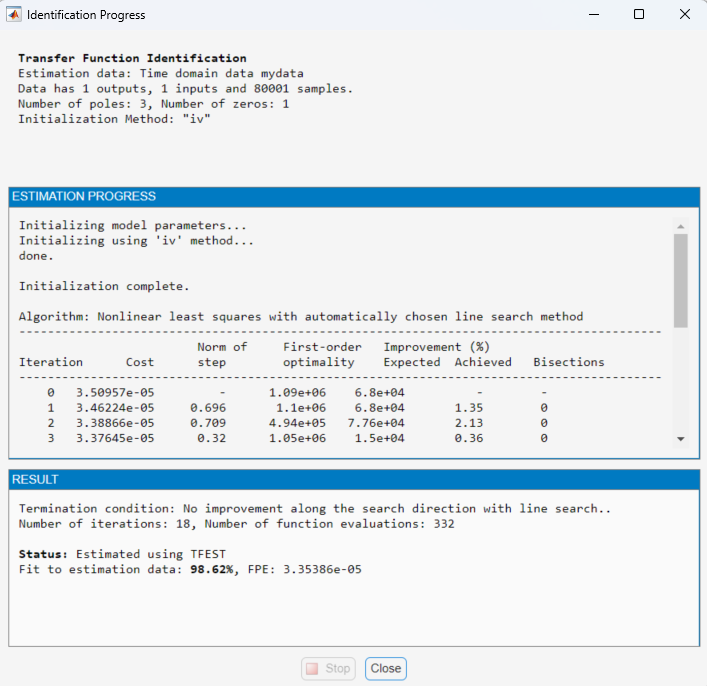 Identification Progress
Transfer Function Identification
Estimation data: Time domain data mydata
Data has 1 outputs, 1 inputs and 80001 samples.
Number of poles: 3, Number of zeros: 1
Initialization Method: "iv"
ESTIMATION PROGRESS
Initializing model parameters...
Initializing using 'iv' method...
done.
Initialization complete.
Algorithm: Nonlinear least squares with automatically chosen line search method
------------------------------------------------------------------------------------------
Norm of First-order Improvement (%)
Iteration Cost step optimality Expected Achieved Bisections
------------------------------------------------------------------------------------------
0 3.50957e-05 - 1.09e+06 6.8e+04 - -
1 3.46224e-05 0.696 1.1e+06 6.8e+04 1.35 0
2 3.38866e-05 0.709 4.94e+05 7.76e+04 2.13 0
3 3.37645e-05 0.32 1.05e+06 1.5e+04 0.36 0
RESULT
Termination condition: No improvement along the search direction with line search..
Number of iterations: 18, Number of function evaluations: 332
Status: Estimated using TFEST
Fit to estimation data: 98.62%, FPE: 3.35386e-05
Stop Close